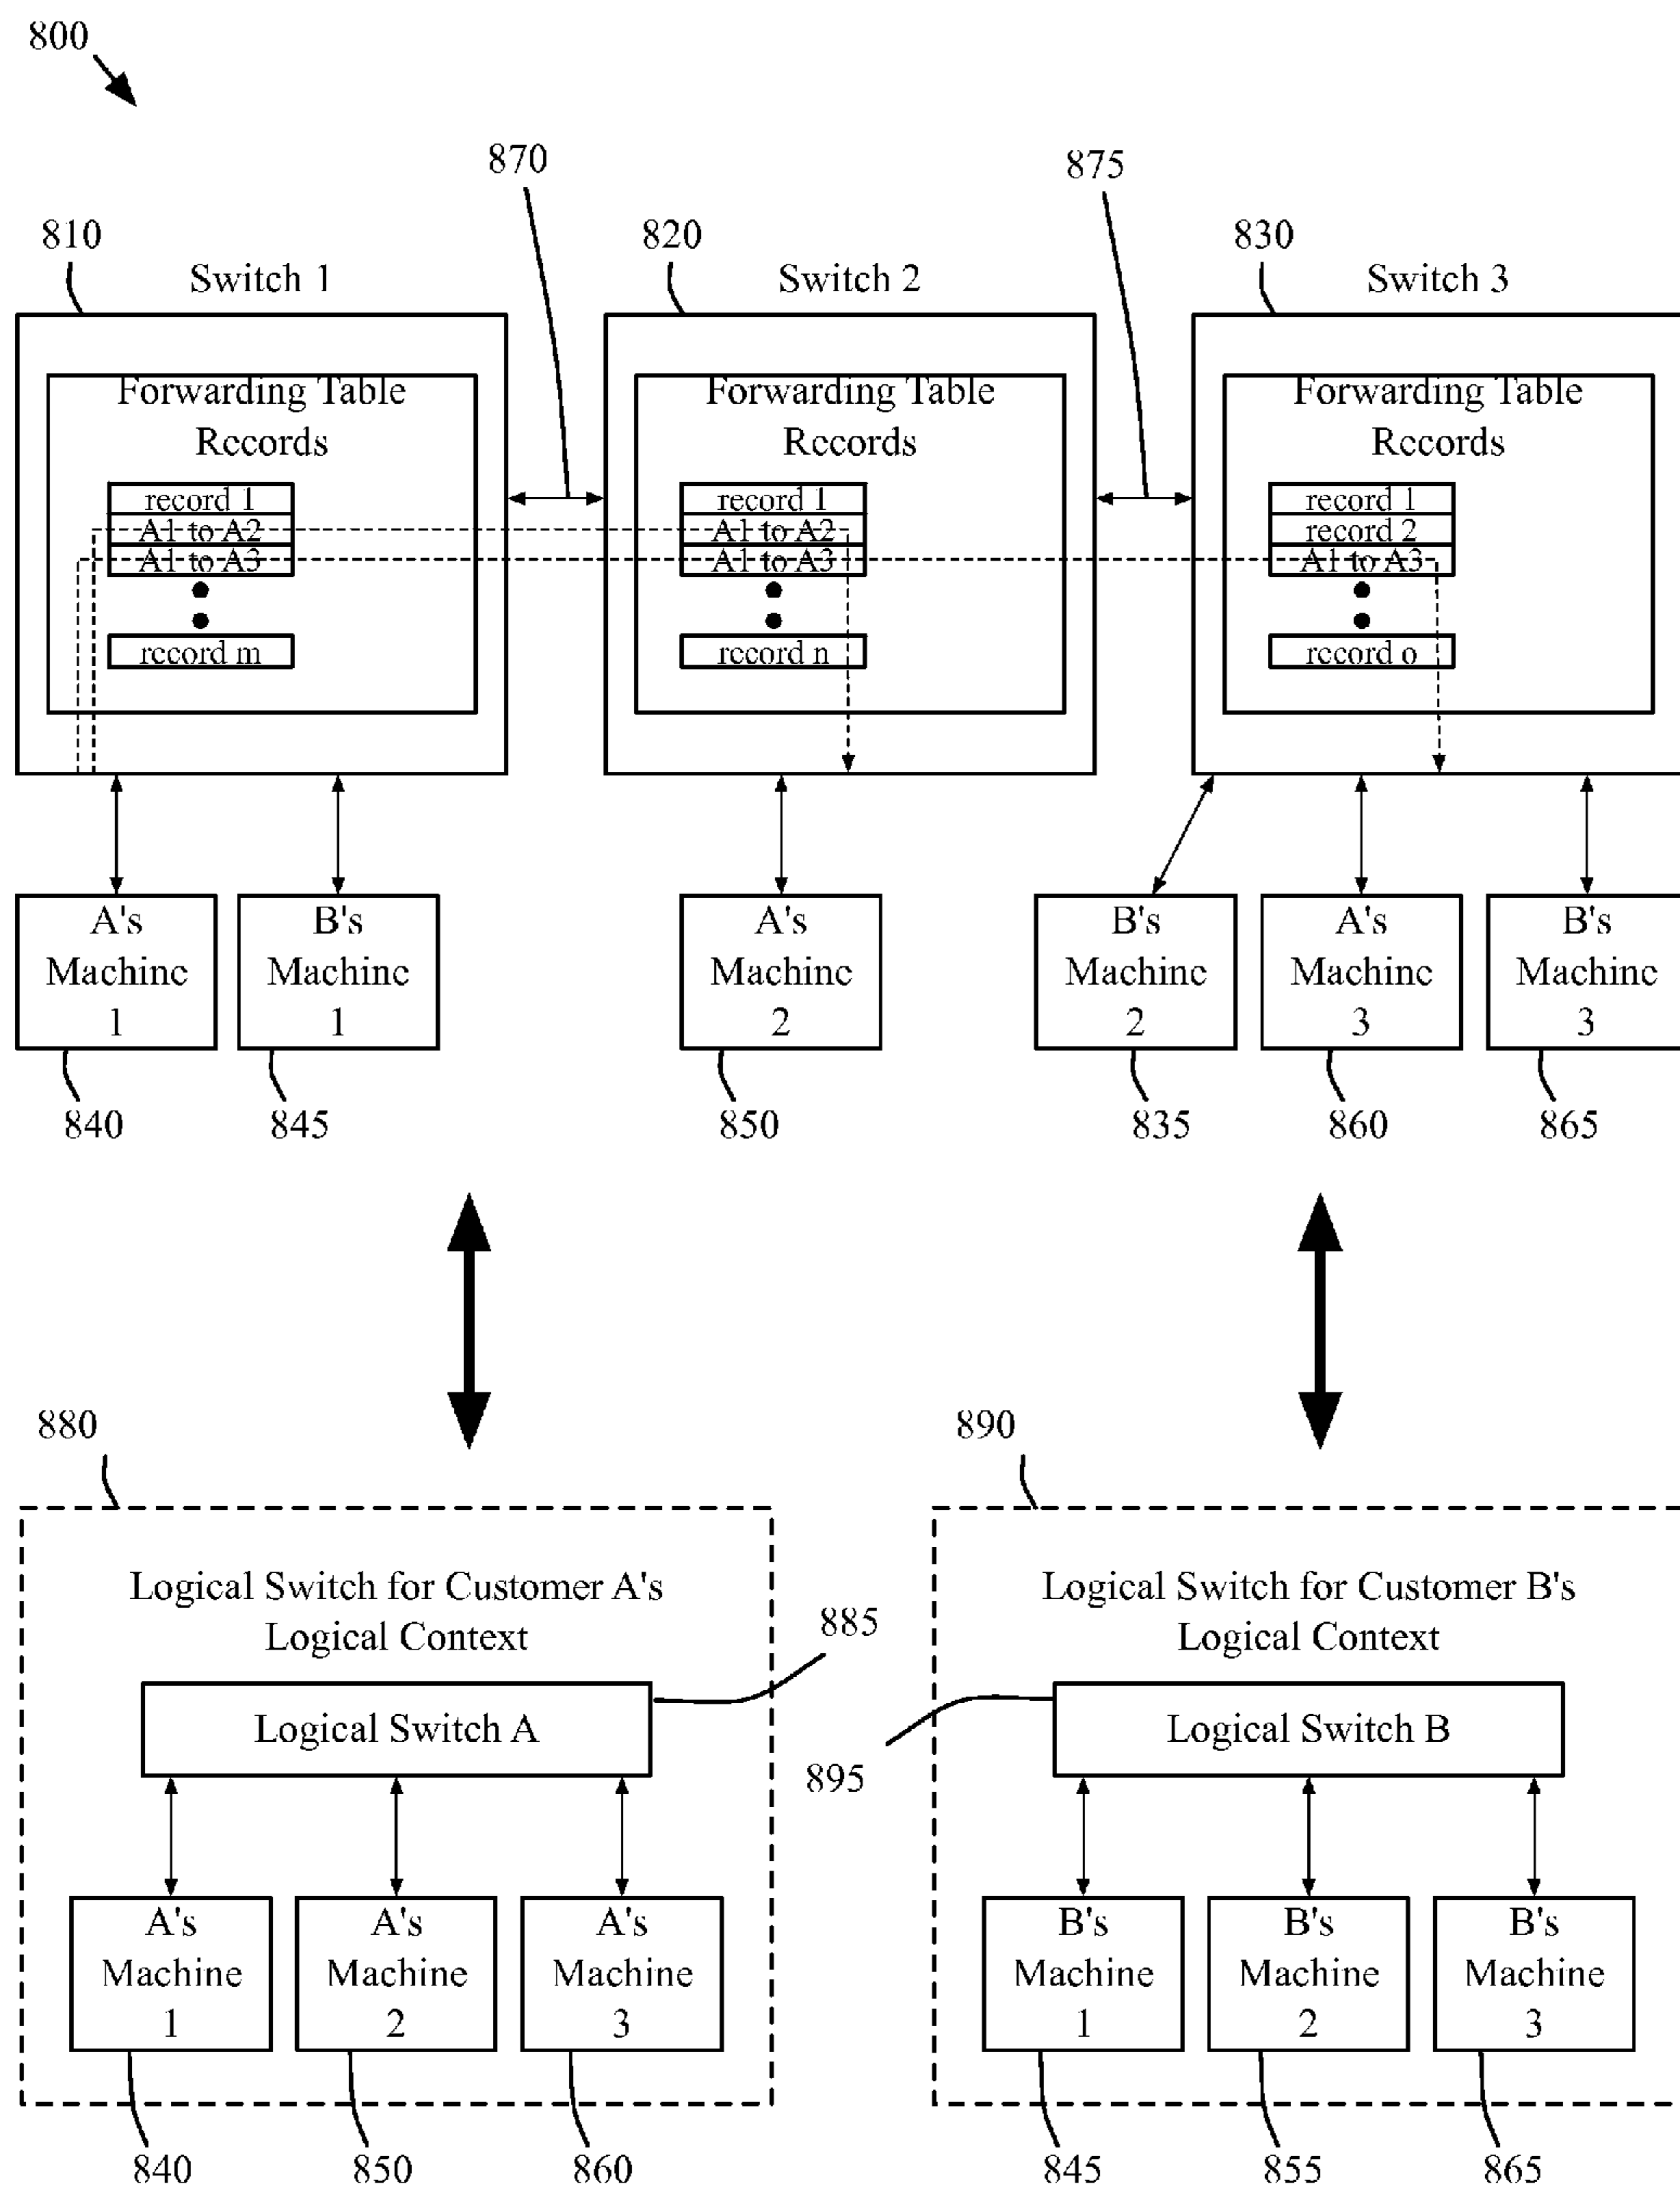 800
870
875
810
820
830
Switch 1
Switch 2
Switch 3
Forwarding Table
Records
record 1
A1 to A2
A1 to A3
record m
Forwarding Table
Records
record 1
A1 to A2
A1 to A3
record n
Forwarding Table
Records
record 1
record 2
A1 to A3
record o
A's
Machine
1
B's
Machine
1
A's
Machine
2
B's
Machine
2
A's
Machine
3
B's
Machine
3
840
845
850
835
860
865
880
890
Logical Switch for Customer A's
Logical Context
885
Logical Switch A
Logical Switch for Customer B's
Logical Context
895
Logical Switch B
A's
Machine
1
A's
Machine
2
A's
Machine
3
B's
Machine
1
B's
Machine
2
B's
Machine
3
840
850
860
845
855
865